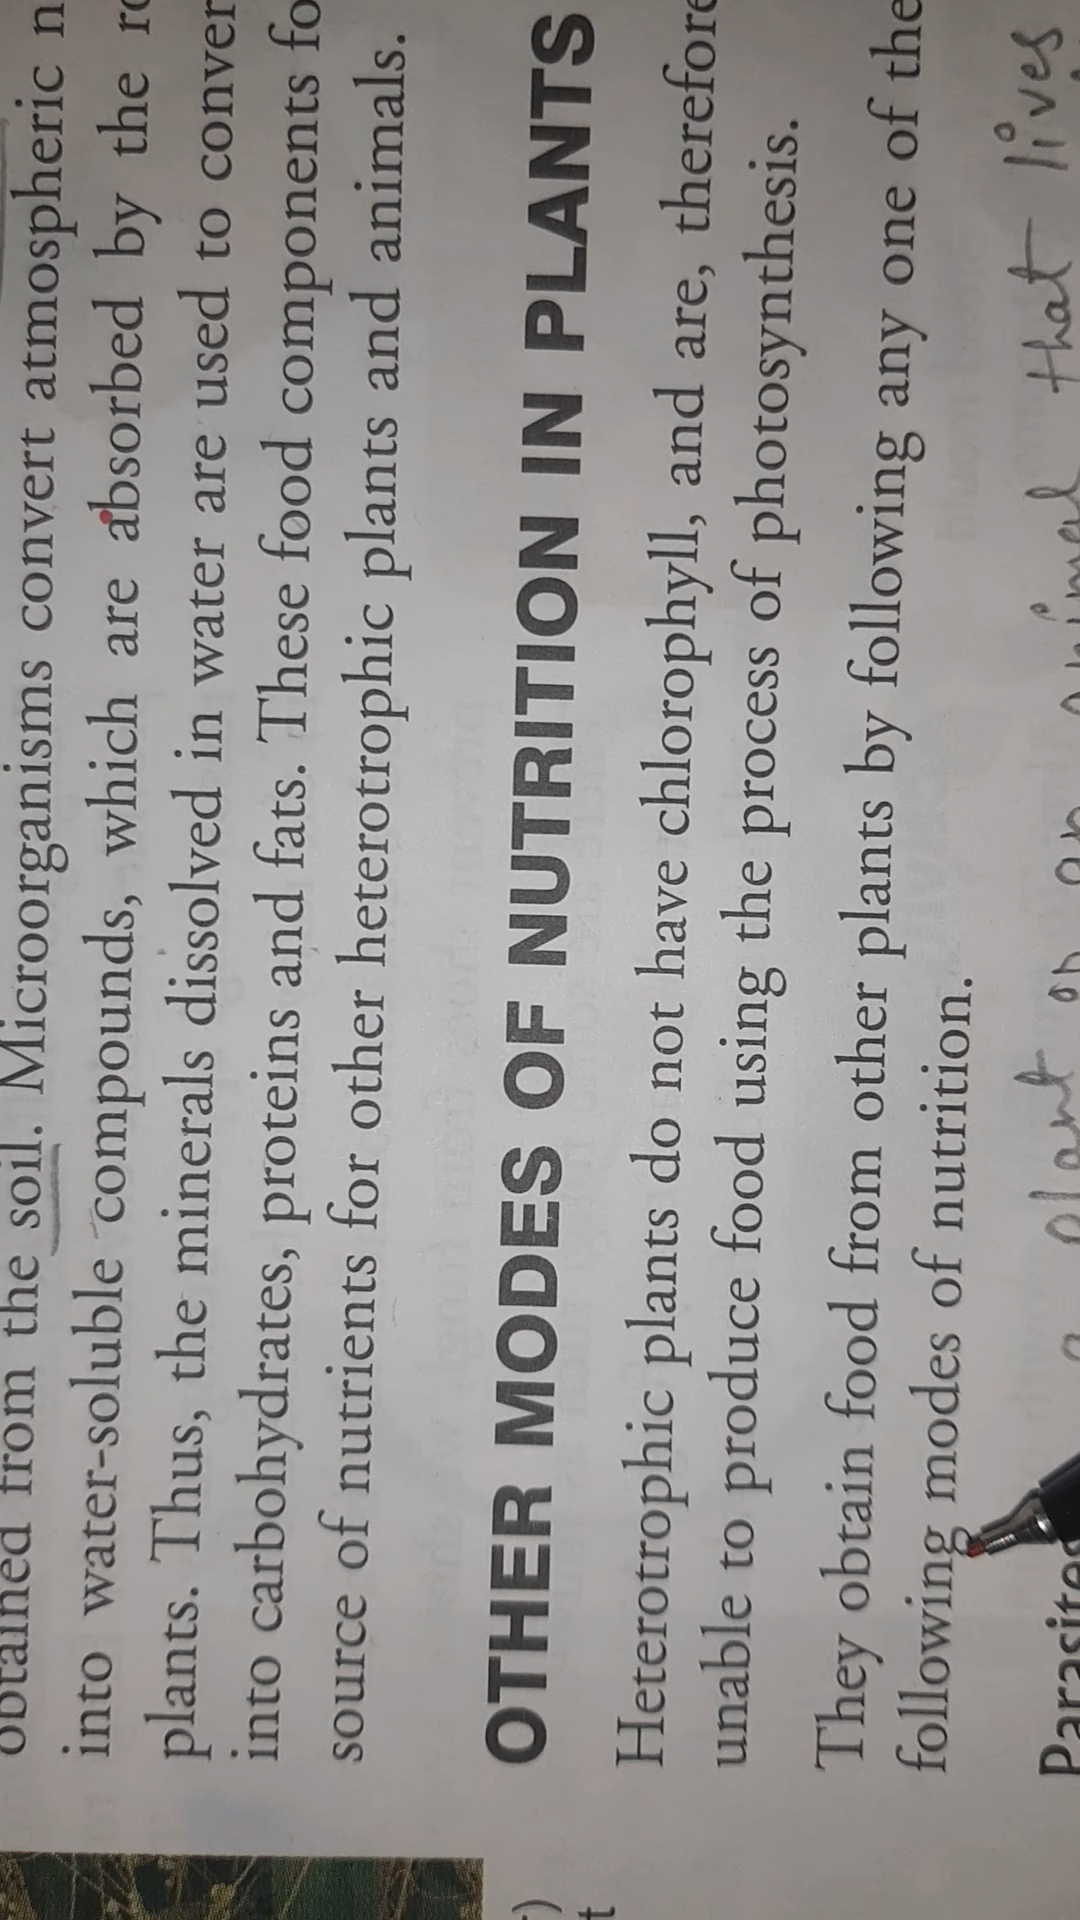 from the soil. Microorganisms convert atmospheric
into water-soluble compounds, which are absorbed by the
plants. Thus, the minerals dissolved in water are used to
into carbohydrates, proteins and fats. These food components
source of nutrients for other heterotrophic plants and animals.
OTHER MODES OF NUTRITION IN PLANTS
Heterotrophic plants do not have chlorophyll, and are, therefore
unable to produce food using the process of photosynthesis.
They obtain food from other plants by following any one of the
following modes of nutrition.
a plant or an animal that lives